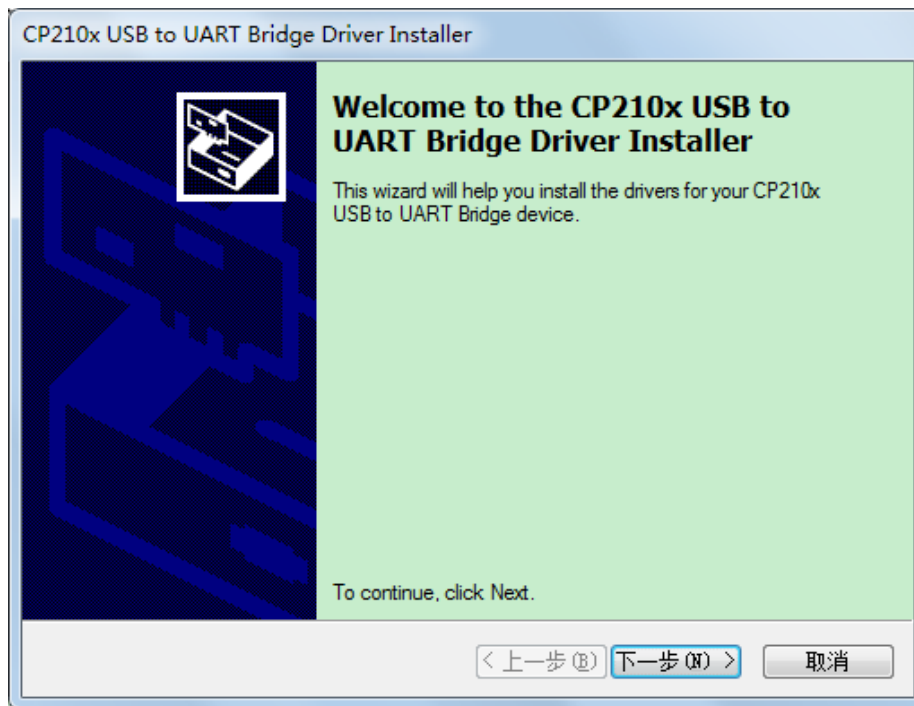 CP210x USB to UART Bridge Driver Installer
Welcome to the CP210x USB to
UART Bridge Driver Installer
This wizard will help you install the drivers for your CP210x
USB to UART Bridge device.
To continue, click Next.
< 上一步(B) 下一步(N) > 取消